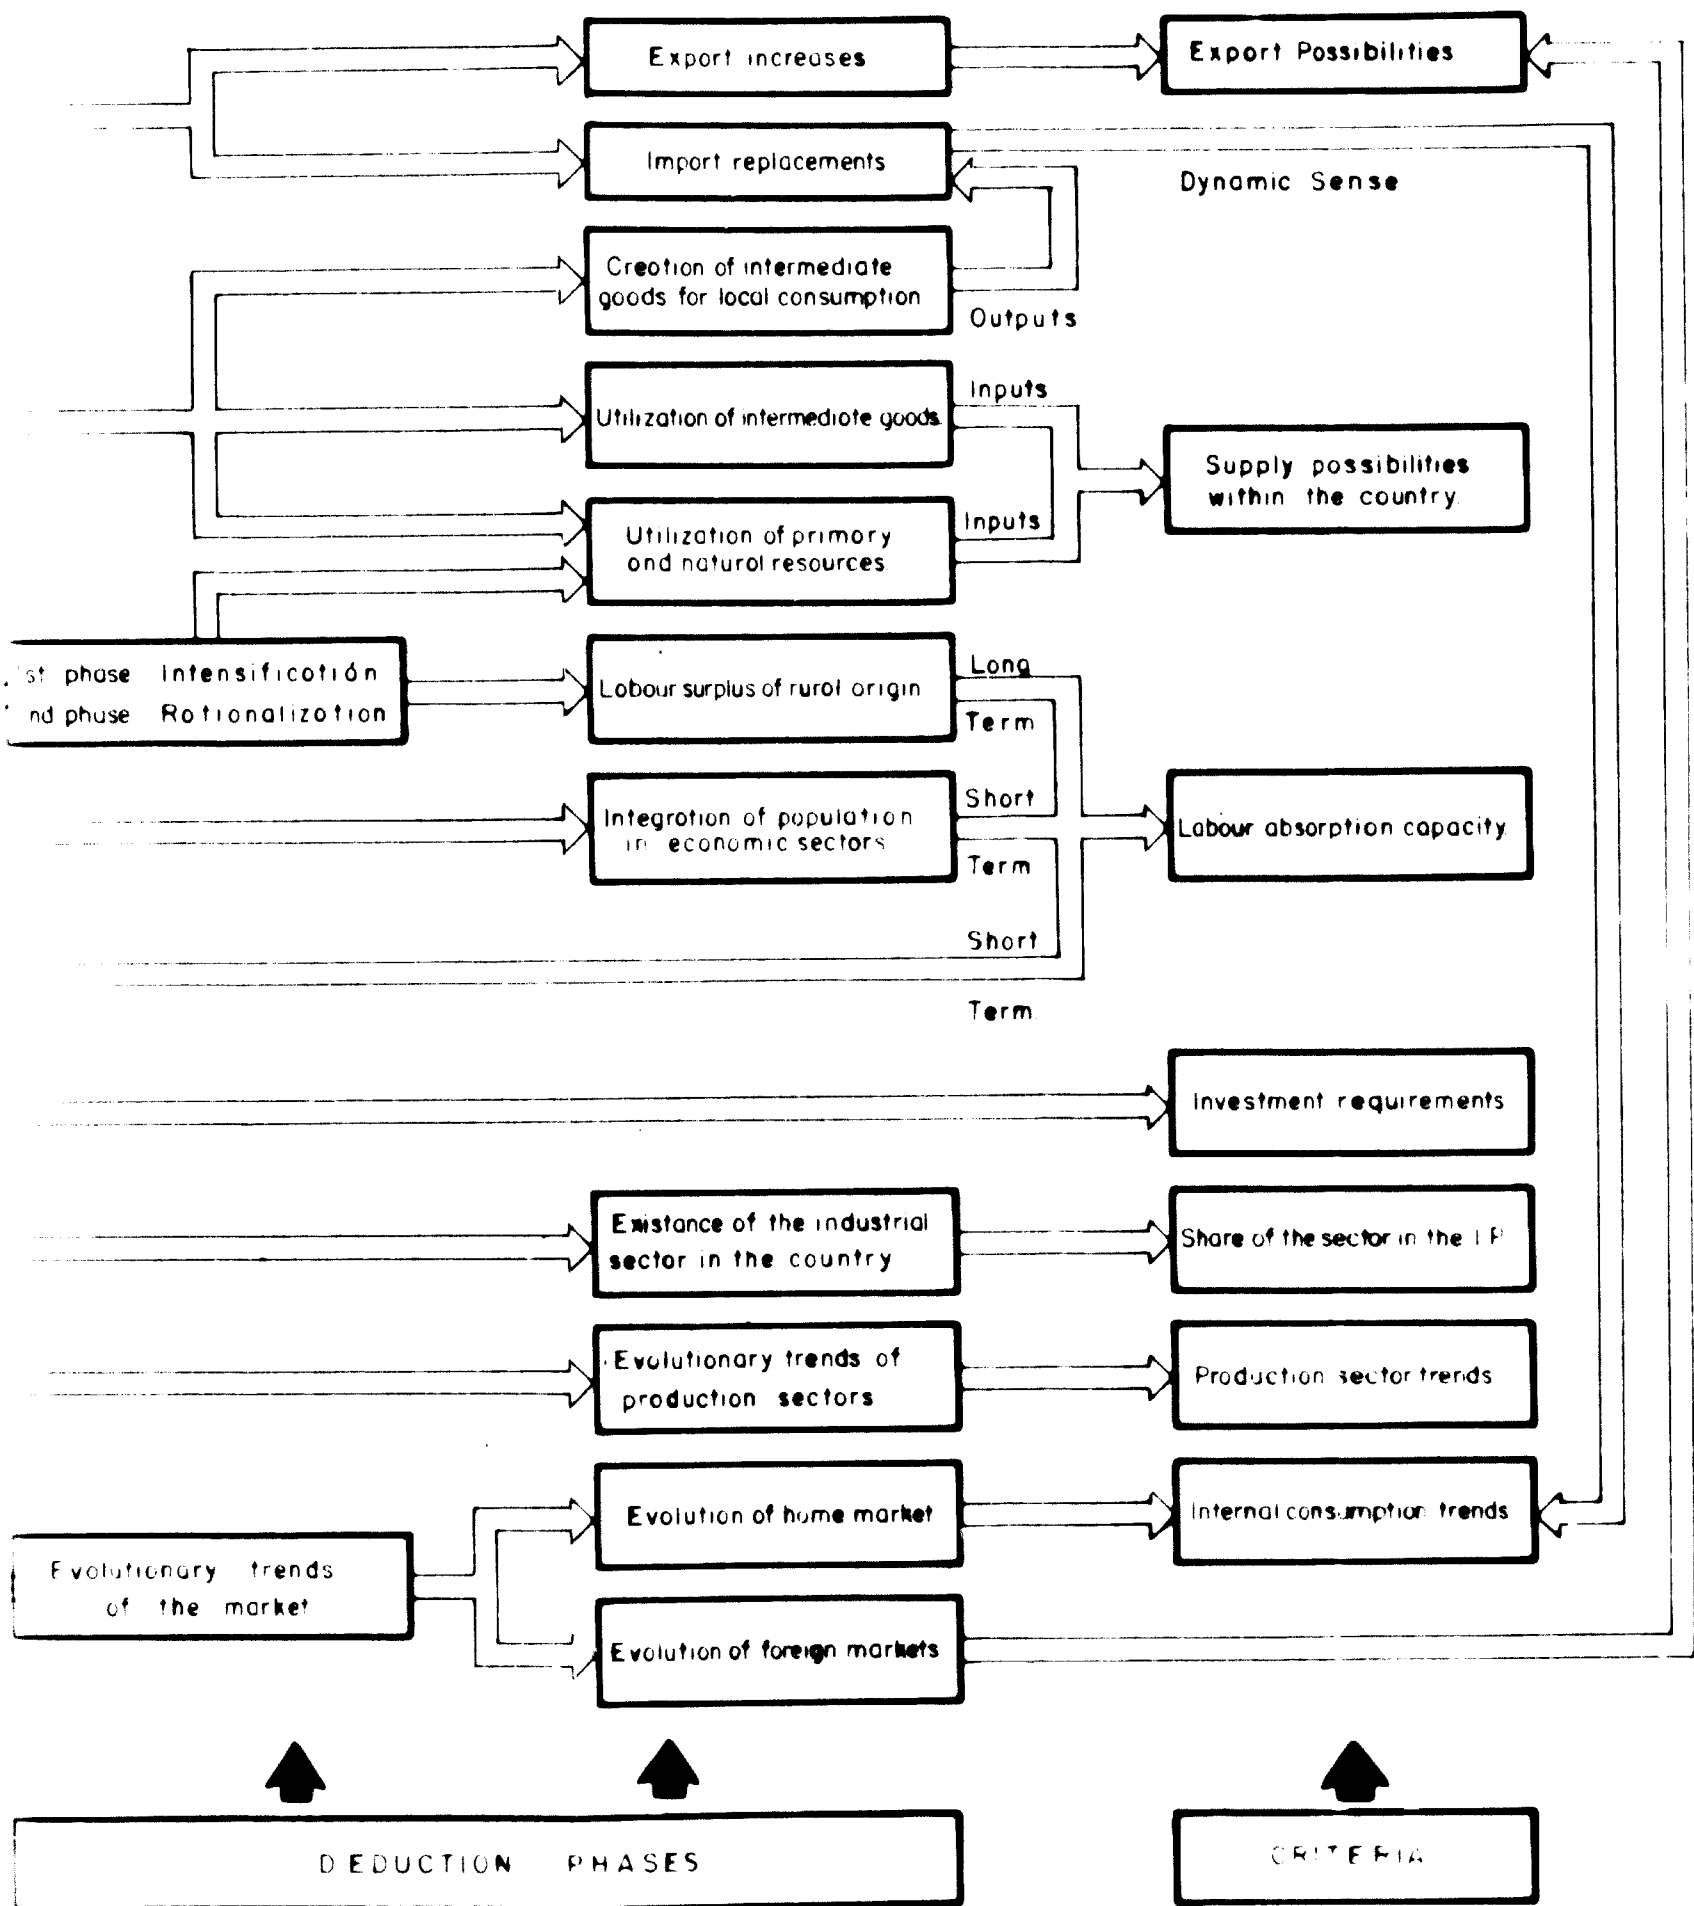 Export increases
Export Possibilities
Import replacements
Dynamic Sense
Creation of intermediate
goods for local consumption
Outputs
Inputs
Utilization of intermediate goods.
Supply possibilities
within the country.
Inputs
Utilization of primary
and natural resources
1st phase Intensificatión
nd phase Rationalization
Labour surplus of rural origin
Long
Term
Short
Integration of population
in economic sectors
Term
Labour absorption capacity.
Short
Term.
Investment requirements
Existance of the industrial
sector in the country
Share of the sector in the
Evolutionary trends of
production sectors
Production sector trends
Evolution of home market
Internal consumption trends
Evolutionary trends
of the market
Evolution of foreign markets
DEDUCTION PHASES
CRITERIA